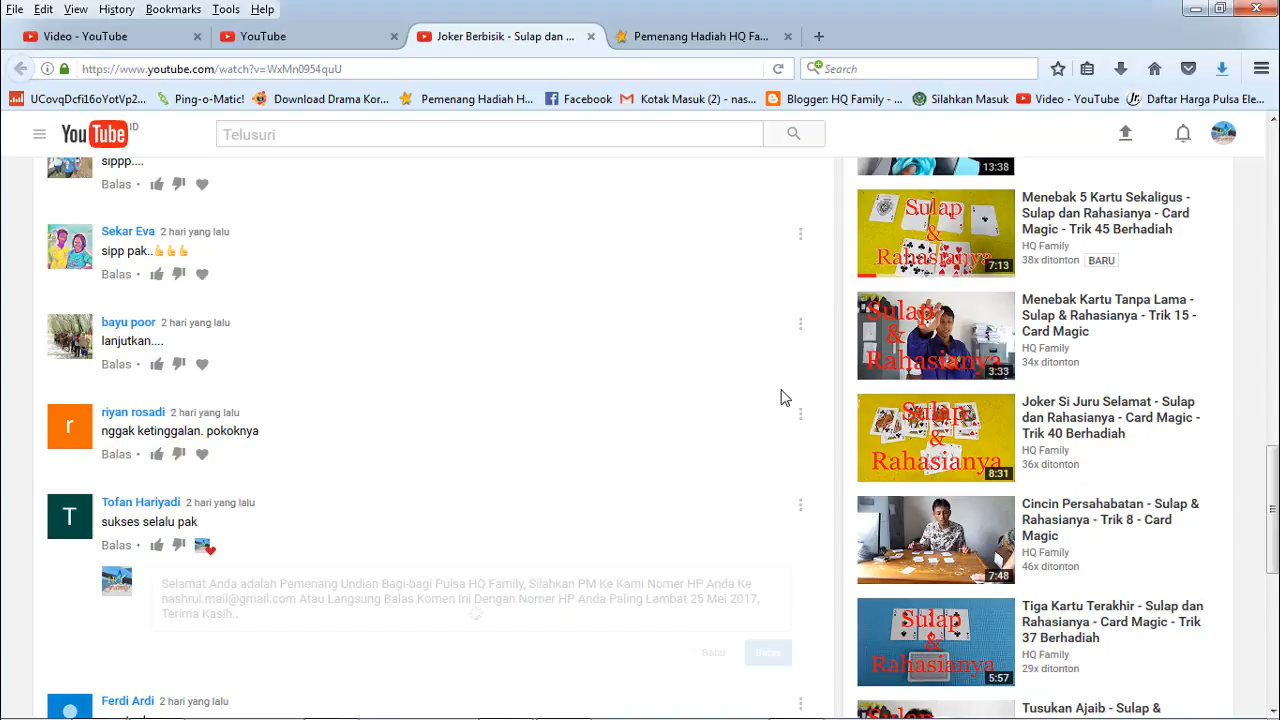 File Edit View History Bookmarks Tools Help
Video - YouTube
YouTube
Joker Berbisik - Sulap dan ...
Pemenang Hadiah HQ Fa...
https://www.youtube.com/watch?v=WxMn0954quU
Search
UCovqDcfi16oYotVp2...
Ping-o-Matic!
Download Drama Kor...
Pemenang Hadiah H...
Facebook
Kotak Masuk (2) - nas...
Blogger: HQ Family - ...
Silahkan Masuk
Video - YouTube
Daftar Harga Pulsa Ele...
YouTube ID
Telusuri
sippp....
Balas
Sekar Eva 2 hari yang lalu
sipp pak..👍👍👍
Balas
bayu poor 2 hari yang lalu
lanjutkan....
Balas
riyan rosadi 2 hari yang lalu
r
nggak ketinggalan. pokoknya
Balas
Tofan Hariyadi 2 hari yang lalu
T
sukses selalu pak
Balas
Selamat Anda adalah Pemenang Undian Bagi-bagi Pulsa HQ Family, Silahkan PM Ke Kami Nomer HP Anda Ke
nashrui.mail@gmail.com Atau Langsung Balas Komen Ini Dengan Nomer HP Anda Paling Lambat 25 Mei 2017,
Terima Kasih..
Batal
Balas
Ferdi Ardi 2 hari yang lalu
13:38
Sulap
&
Rahasianya
7:13
Menebak 5 Kartu Sekaligus -
Sulap dan Rahasianya - Card
Magic - Trik 45 Berhadiah
HQ Family
38x ditonton BARU
Sulap
&
Rahasianya
3:33
Menebak Kartu Tanpa Lama -
Sulap & Rahasianya - Trik 15 -
Card Magic
HQ Family
34x ditonton
Sulap
&
Rahasianya
8:31
Joker Si Juru Selamat - Sulap
dan Rahasianya - Card Magic -
Trik 40 Berhadiah
HQ Family
36x ditonton
7:48
Cincin Persahabatan - Sulap &
Rahasianya - Trik 8 - Card
Magic
HQ Family
46x ditonton
Sulap
&
Rahasianya
5:57
Tiga Kartu Terakhir - Sulap dan
Rahasianya - Card Magic - Trik
37 Berhadiah
HQ Family
29x ditonton
Tusukan Ajaib - Sulap &